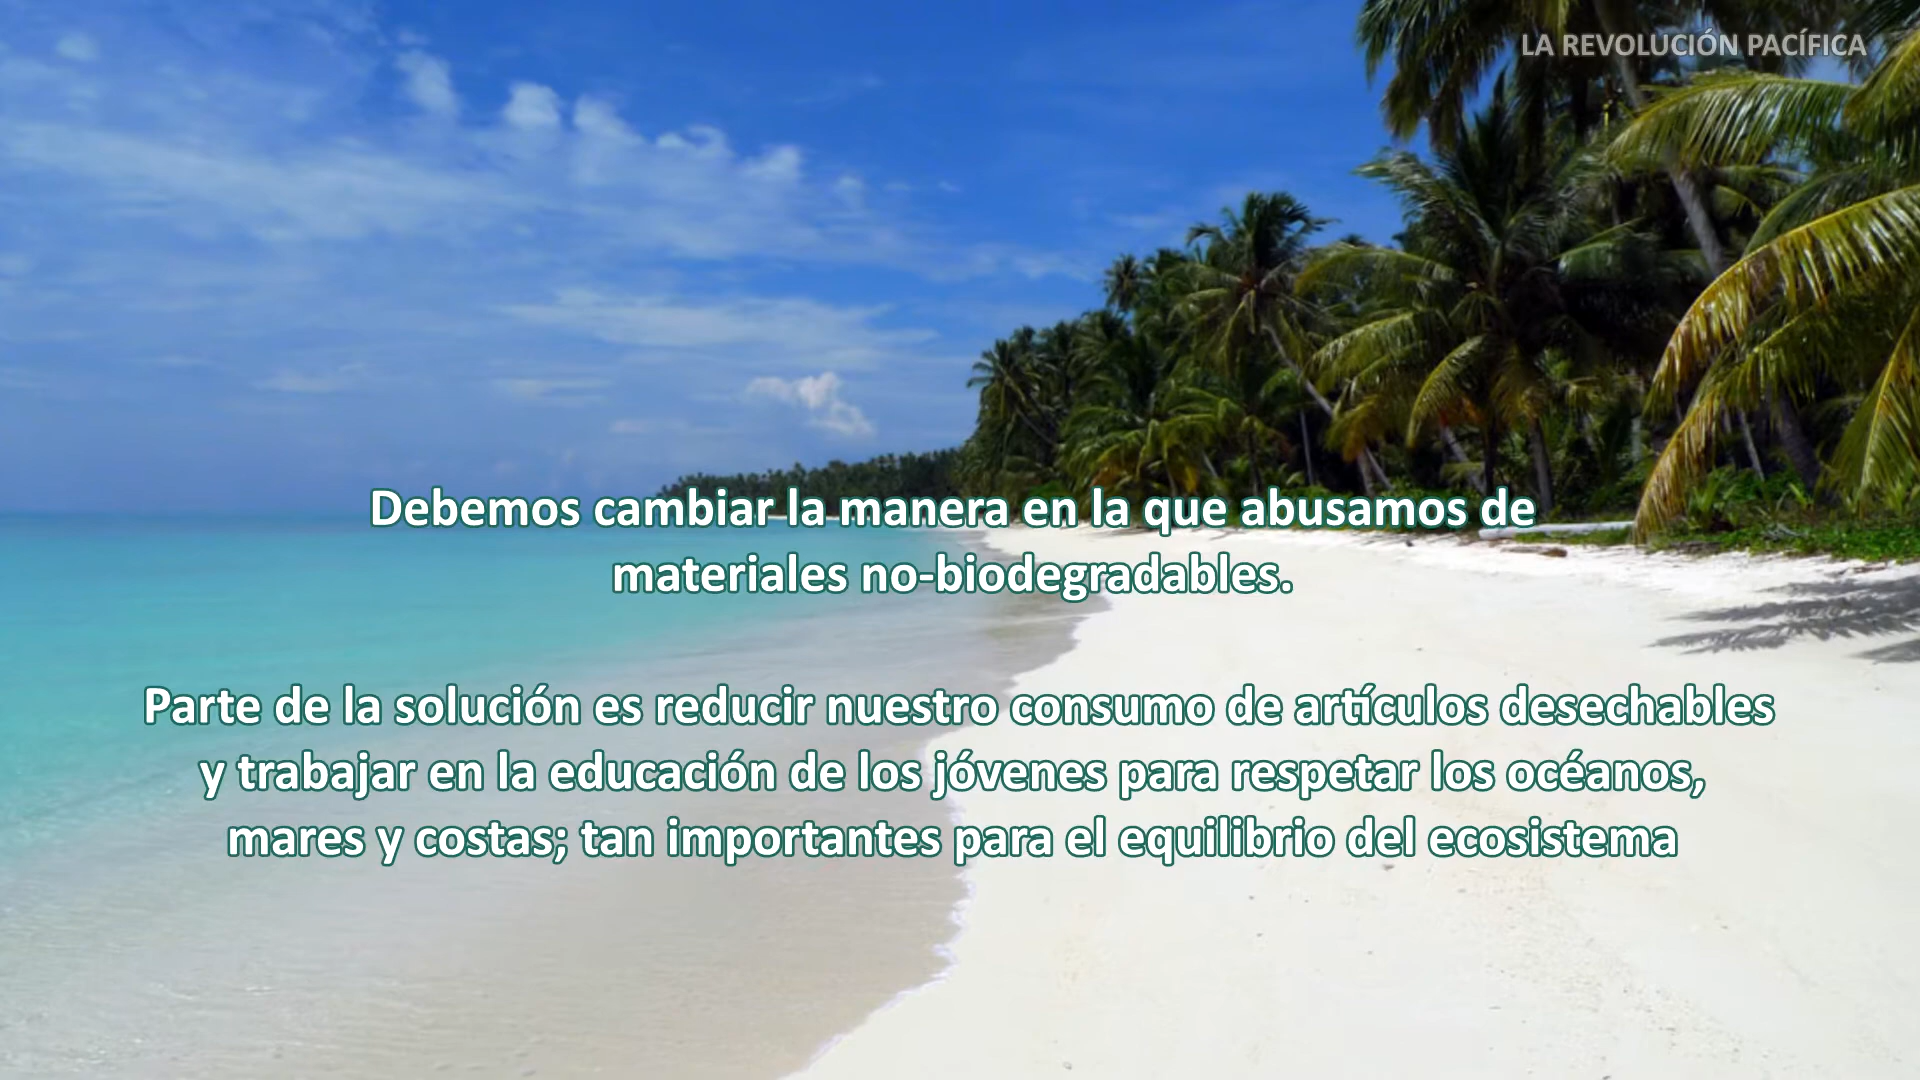 LA REVOLUCIÓN PACÍFICA
Debemos cambiar la manera en la que abusamos de
materiales no-biodegradables.
Parte de la solución es reducir nuestro consumo de artículos desechables
y trabajar en la educación de los jóvenes para respetar los océanos,
mares y costas; tan importantes para el equilibrio del ecosistema